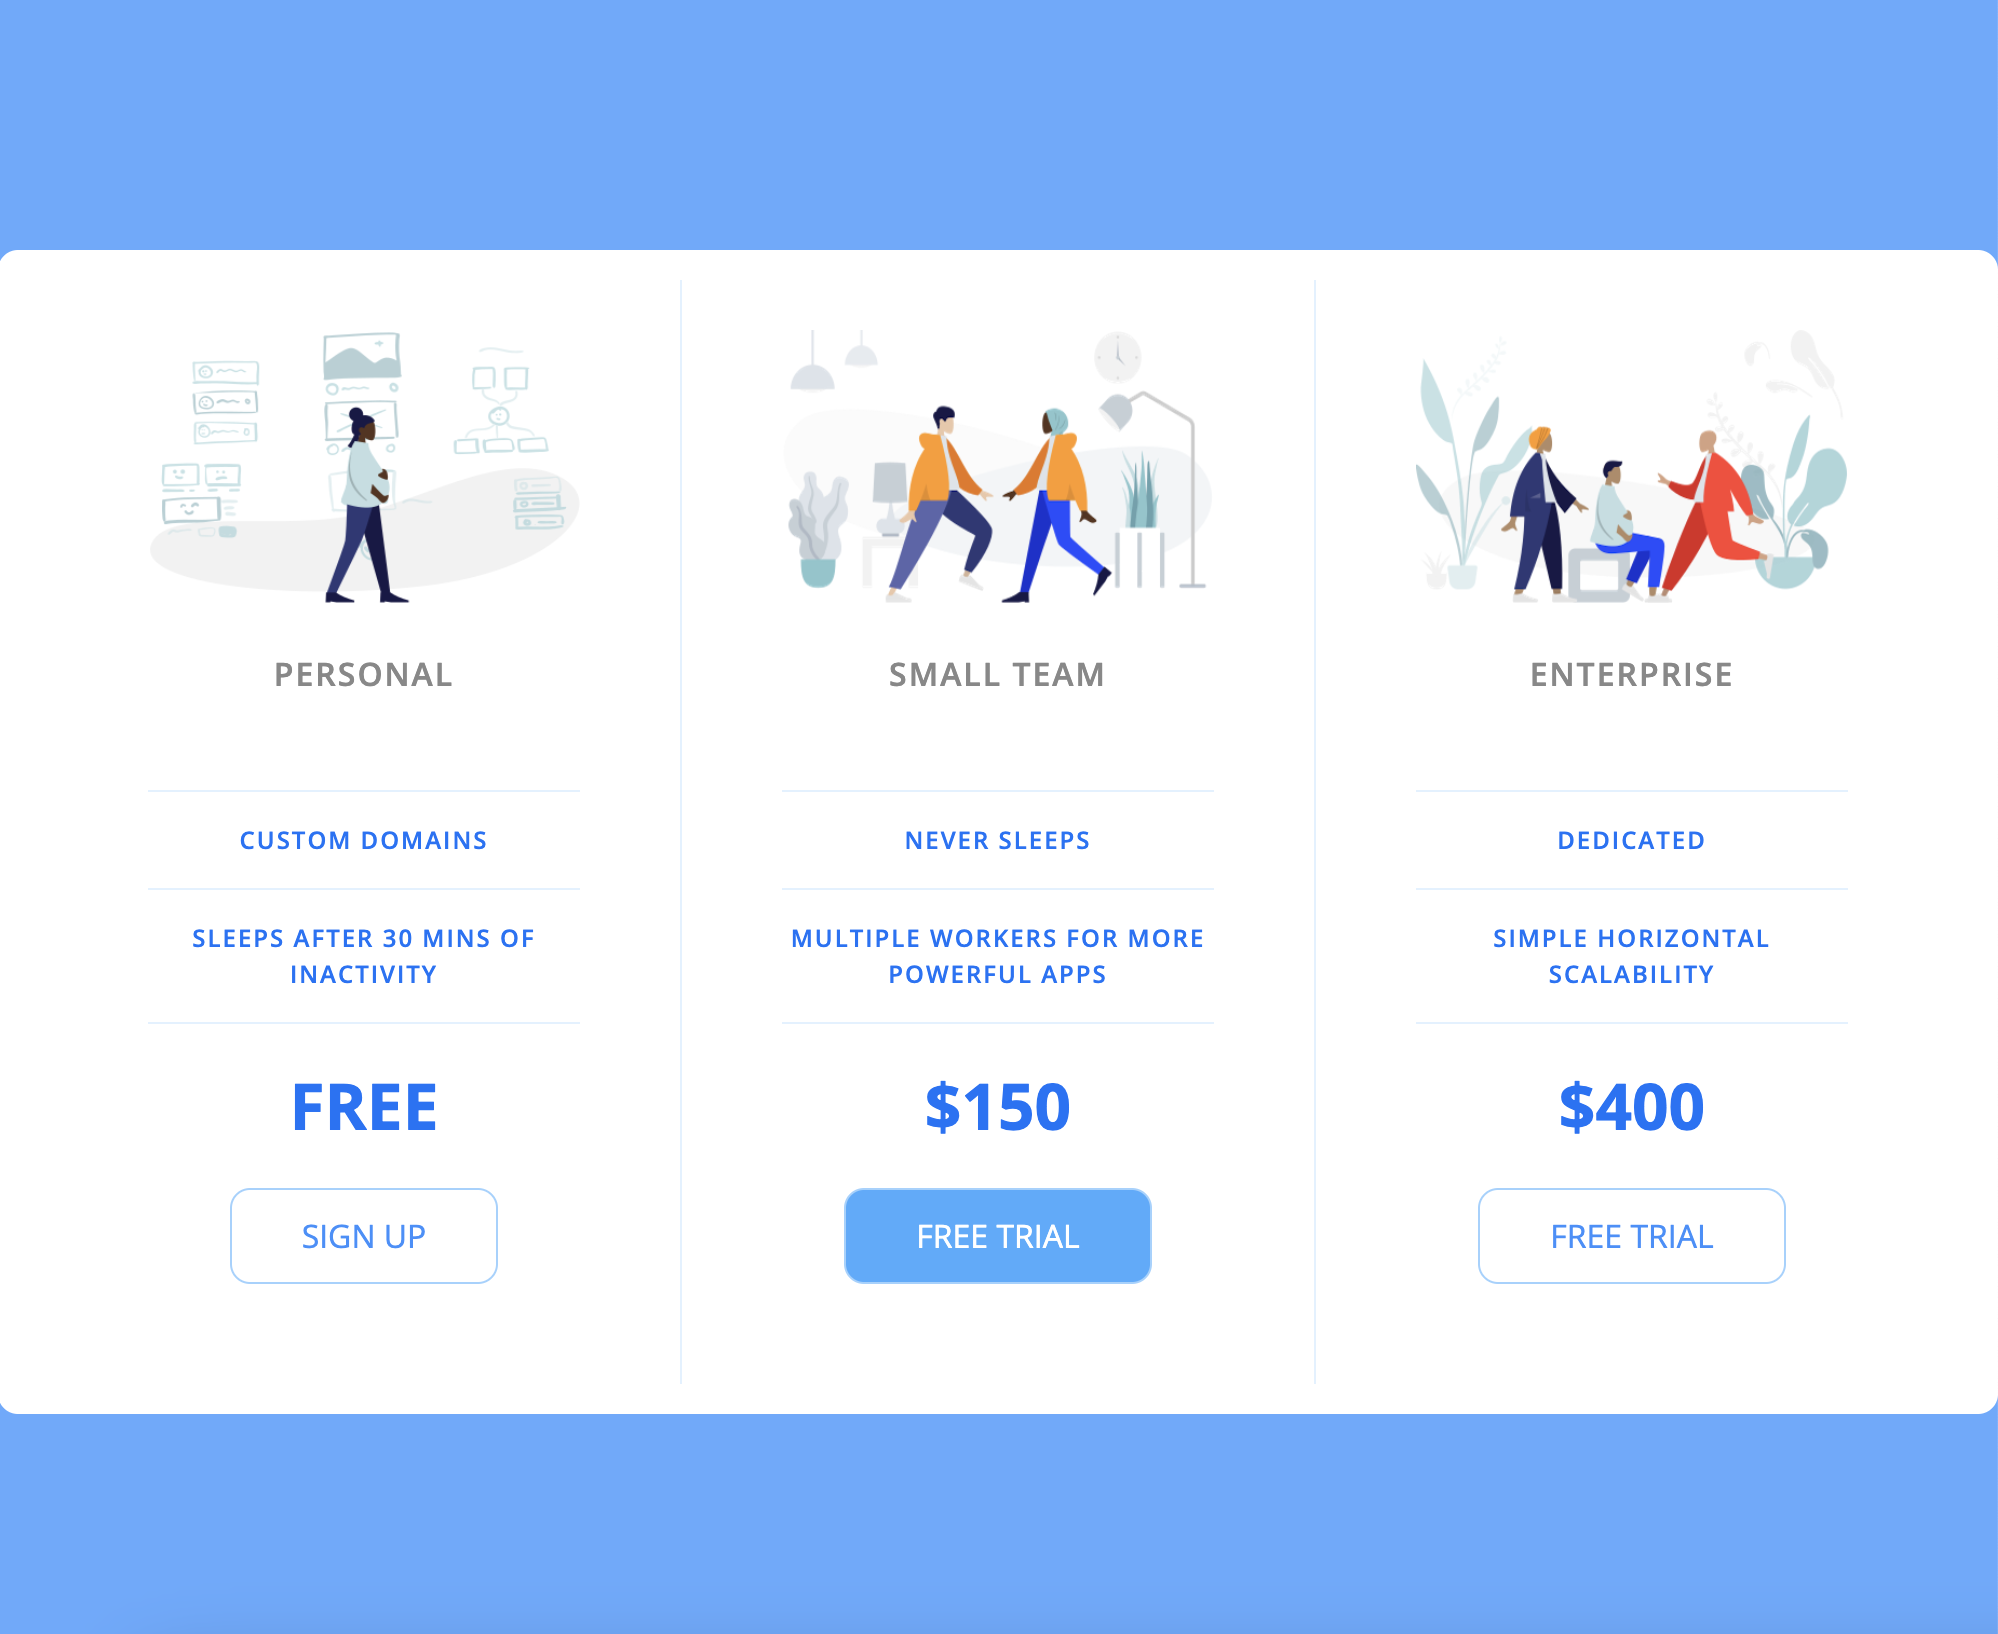 PERSONAL
CUSTOM DOMAINS
SLEEPS AFTER 30 MINS OF
INACTIVITY
FREE
SIGN UP
SMALL TEAM
NEVER SLEEPS
MULTIPLE WORKERS FOR MORE
POWERFUL APPS
$150
FREE TRIAL
ENTERPRISE
DEDICATED
SIMPLE HORIZONTAL
SCALABILITY
$400
FREE TRIAL